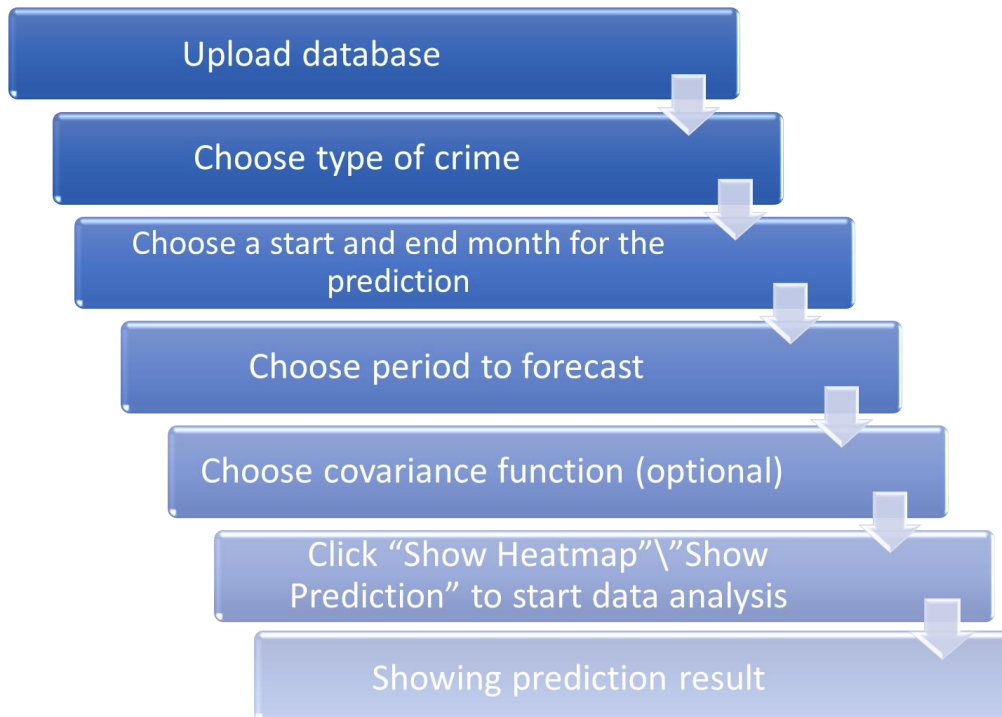 Upload database
Choose type of crime
Choose a start and end month for the
prediction
Choose period to forecast
Choose covariance function (optional)
Click “Show Heatmap”\”Show
Prediction” to start data analysis
Showing prediction result